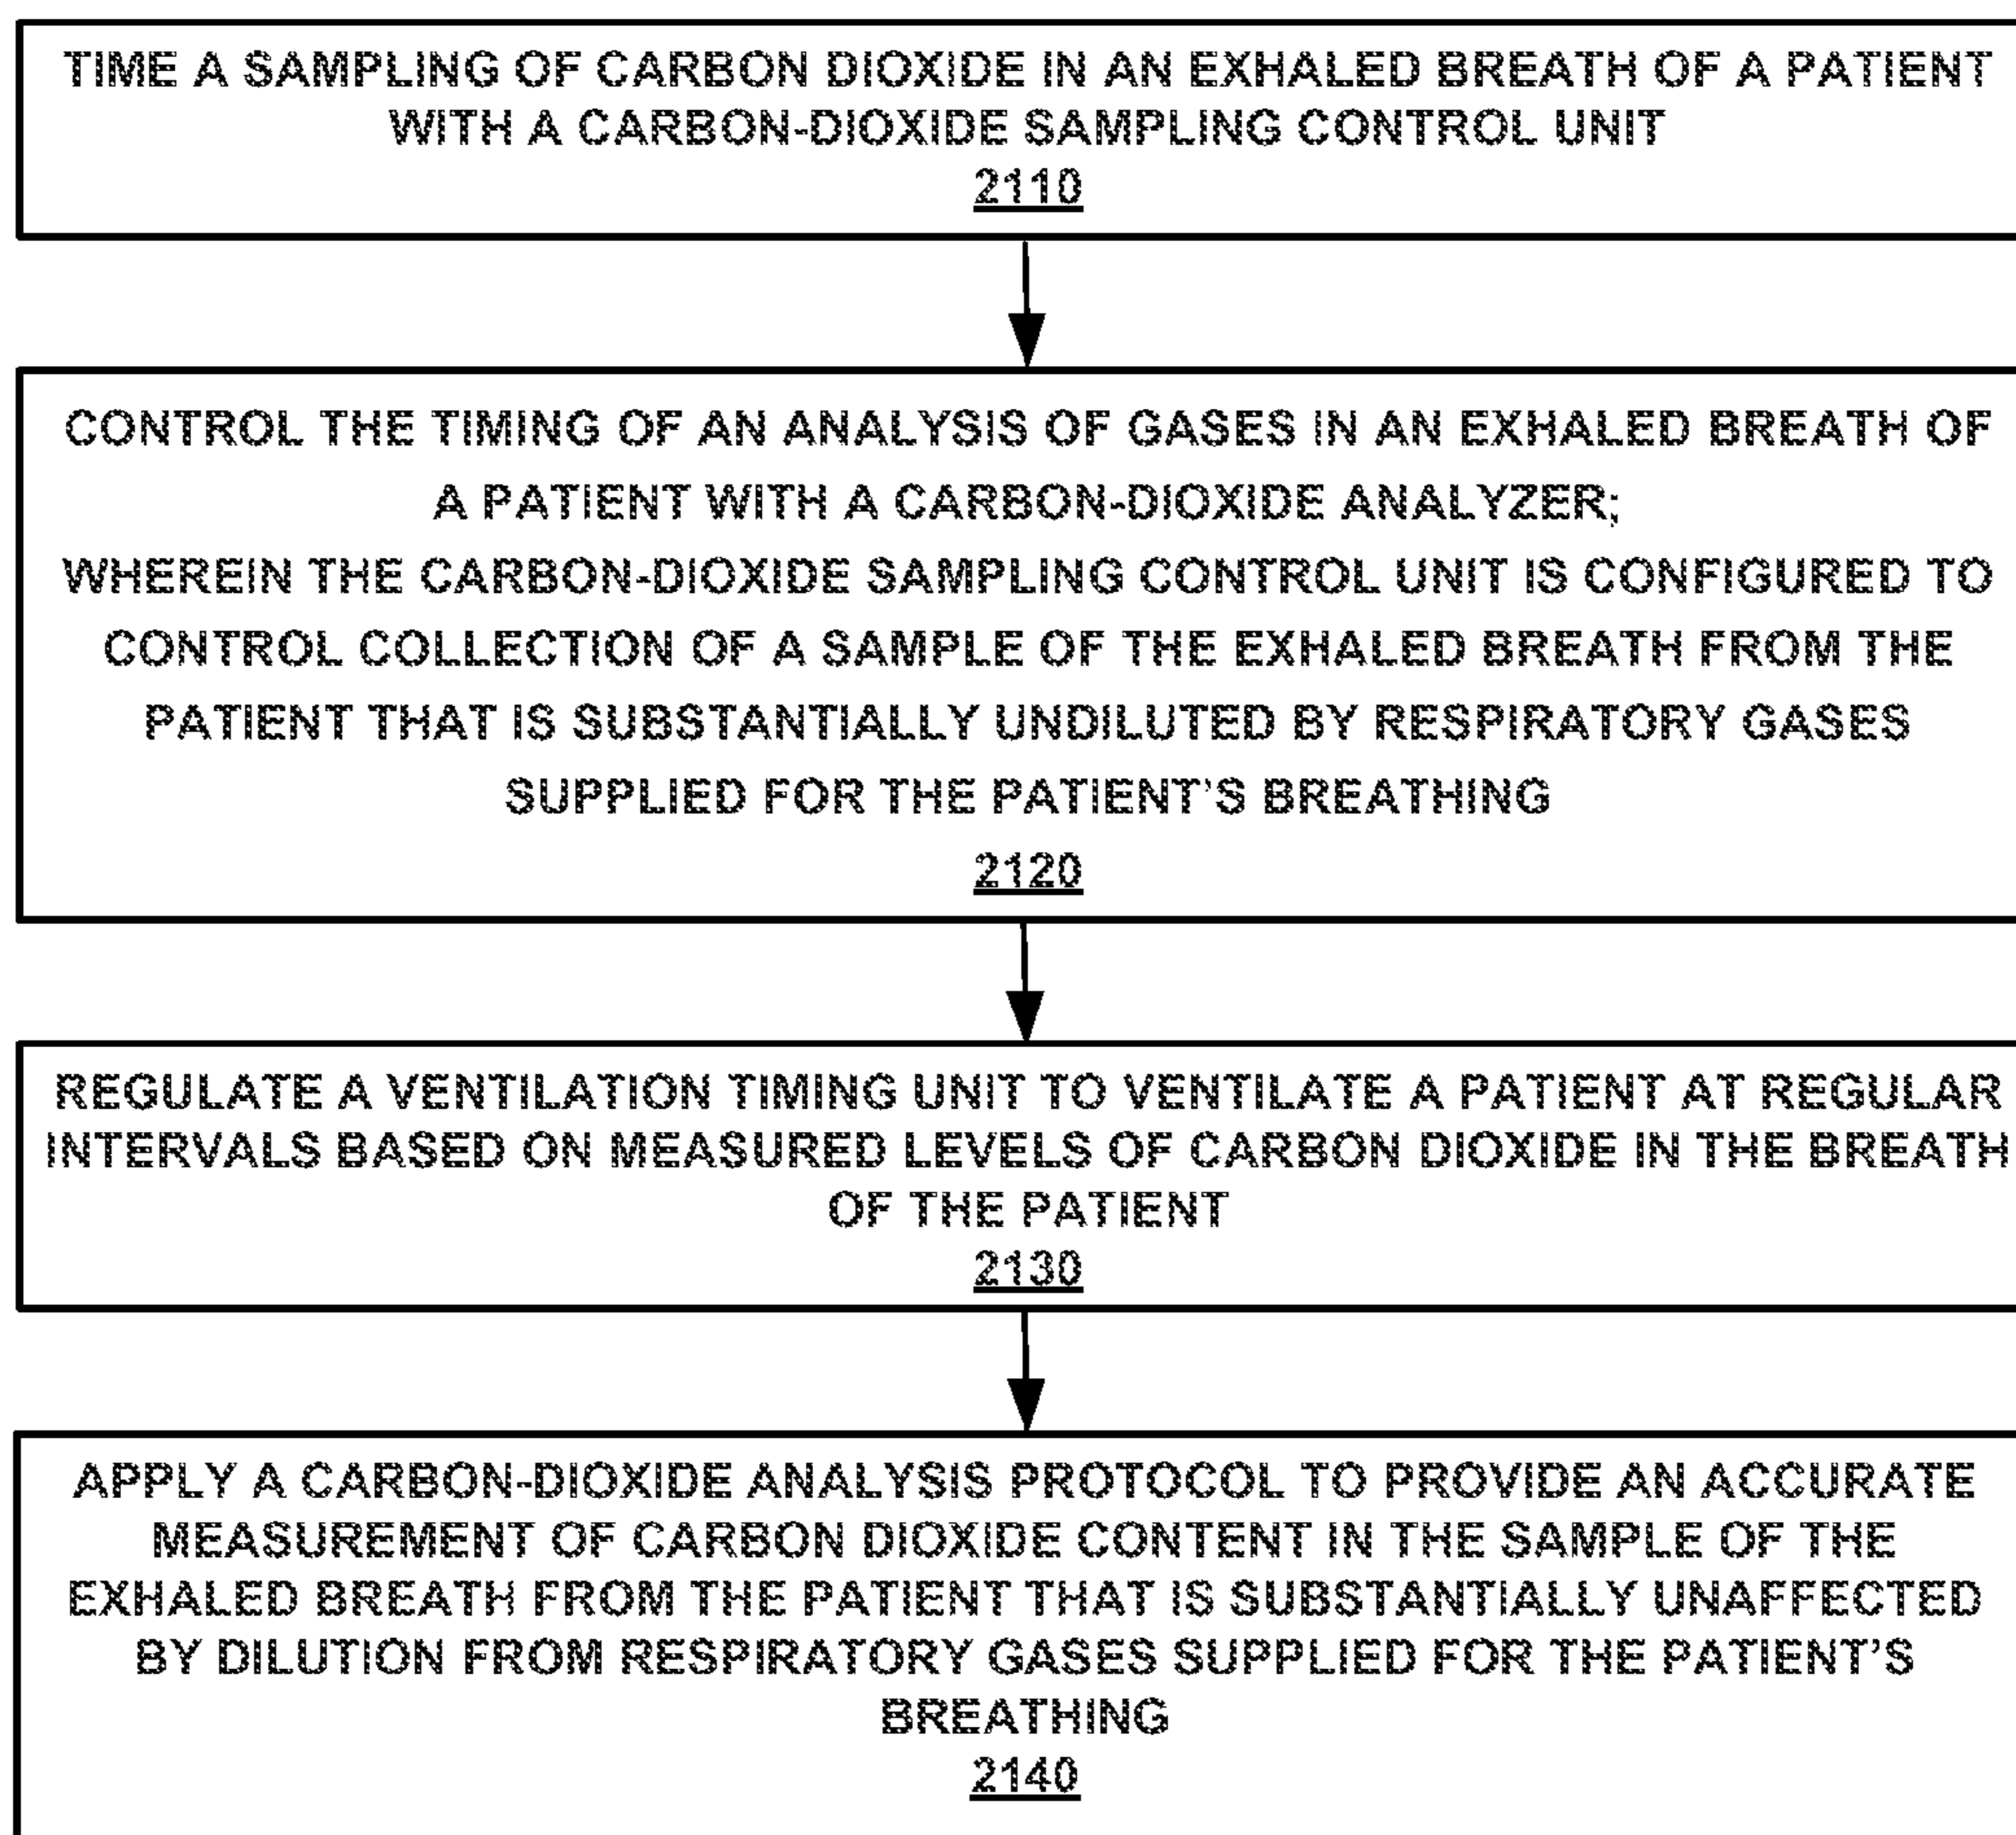 TIME A SAMPLING OF CARBON DIOXIDE IN AN EXHALED BREATH OF A PATIENT
WITH A CARBON-DIOXIDE SAMPLING CONTROL UNIT
2110
CONTROL THE TIMING OF AN ANALYSIS OF GASES IN AN EXHALED BREATH OF
A PATIENT WITH A CARBON-DIOXIDE ANALYZER;
WHEREIN THE CARBON-DIOXIDE SAMPLING CONTROL UNIT IS CONFIGURED TO
CONTROL COLLECTION OF A SAMPLE OF THE EXHALED BREATH FROM THE
PATIENT THAT IS SUBSTANTIALLY UNDILUTED BY RESPIRATORY GASES
SUPPLIED FOR THE PATIENT'S BREATHING
2120
REGULATE A VENTILATION TIMING UNIT TO VENTILATE A PATIENT AT REGULAR
INTERVALS BASED ON MEASURED LEVELS OF CARBON DIOXIDE IN THE BREATH
OF THE PATIENT
2130
APPLY A CARBON-DIOXIDE ANALYSIS PROTOCOL TO PROVIDE AN ACCURATE
MEASUREMENT OF CARBON DIOXIDE CONTENT IN THE SAMPLE OF THE
EXHALED BREATH FROM THE PATIENT THAT IS SUBSTANTIALLY UNAFFECTED
BY DILUTION FROM RESPIRATORY GASES SUPPLIED FOR THE PATIENT'S
BREATHING
2140